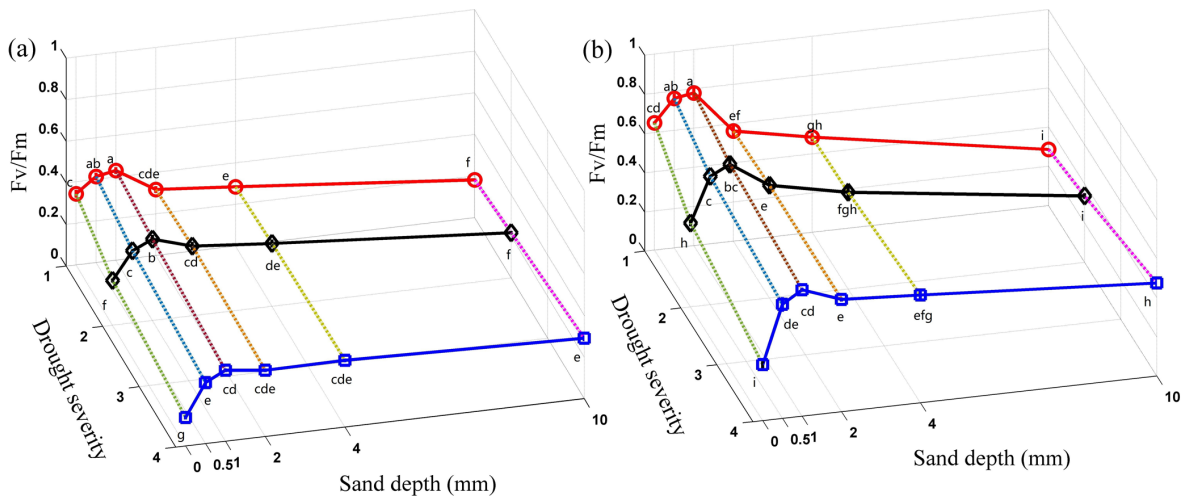 (a)
1
0.8
0.6
0.4
0.2
0
Fv/Fm
c
ab
a
cde
e
f
f
c
b
cd
de
f
g
e
cd
cde
cde
e
1
2
3
4
Drought severity
0
0.5
1
2
4
10
Sand depth (mm)
(b)
1
0.8
0.6
0.4
0.2
0
Fv/Fm
cd
ab
a
ef
gh
i
h
c
bc
e
fgh
i
i
de
cd
e
efg
h
1
2
3
4
Drought severity
0
0.5
1
2
4
10
Sand depth (mm)